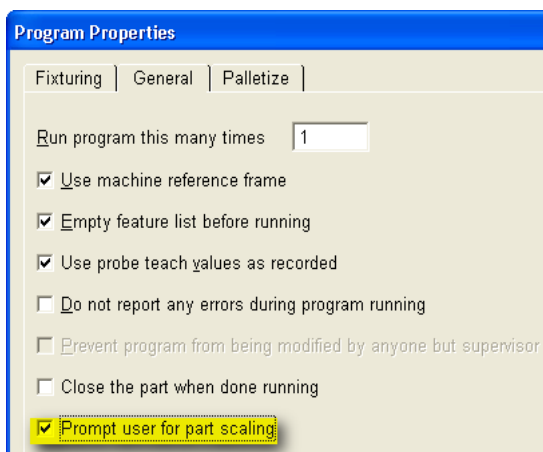 Program Properties
Fixturing General Palletize
Run program this many times 1
Use machine reference frame
Empty feature list before running
Use probe teach values as recorded
Do not report any errors during program running
Prevent program from being modified by anyone but supervisor
Close the part when done running
Prompt user for part scaling